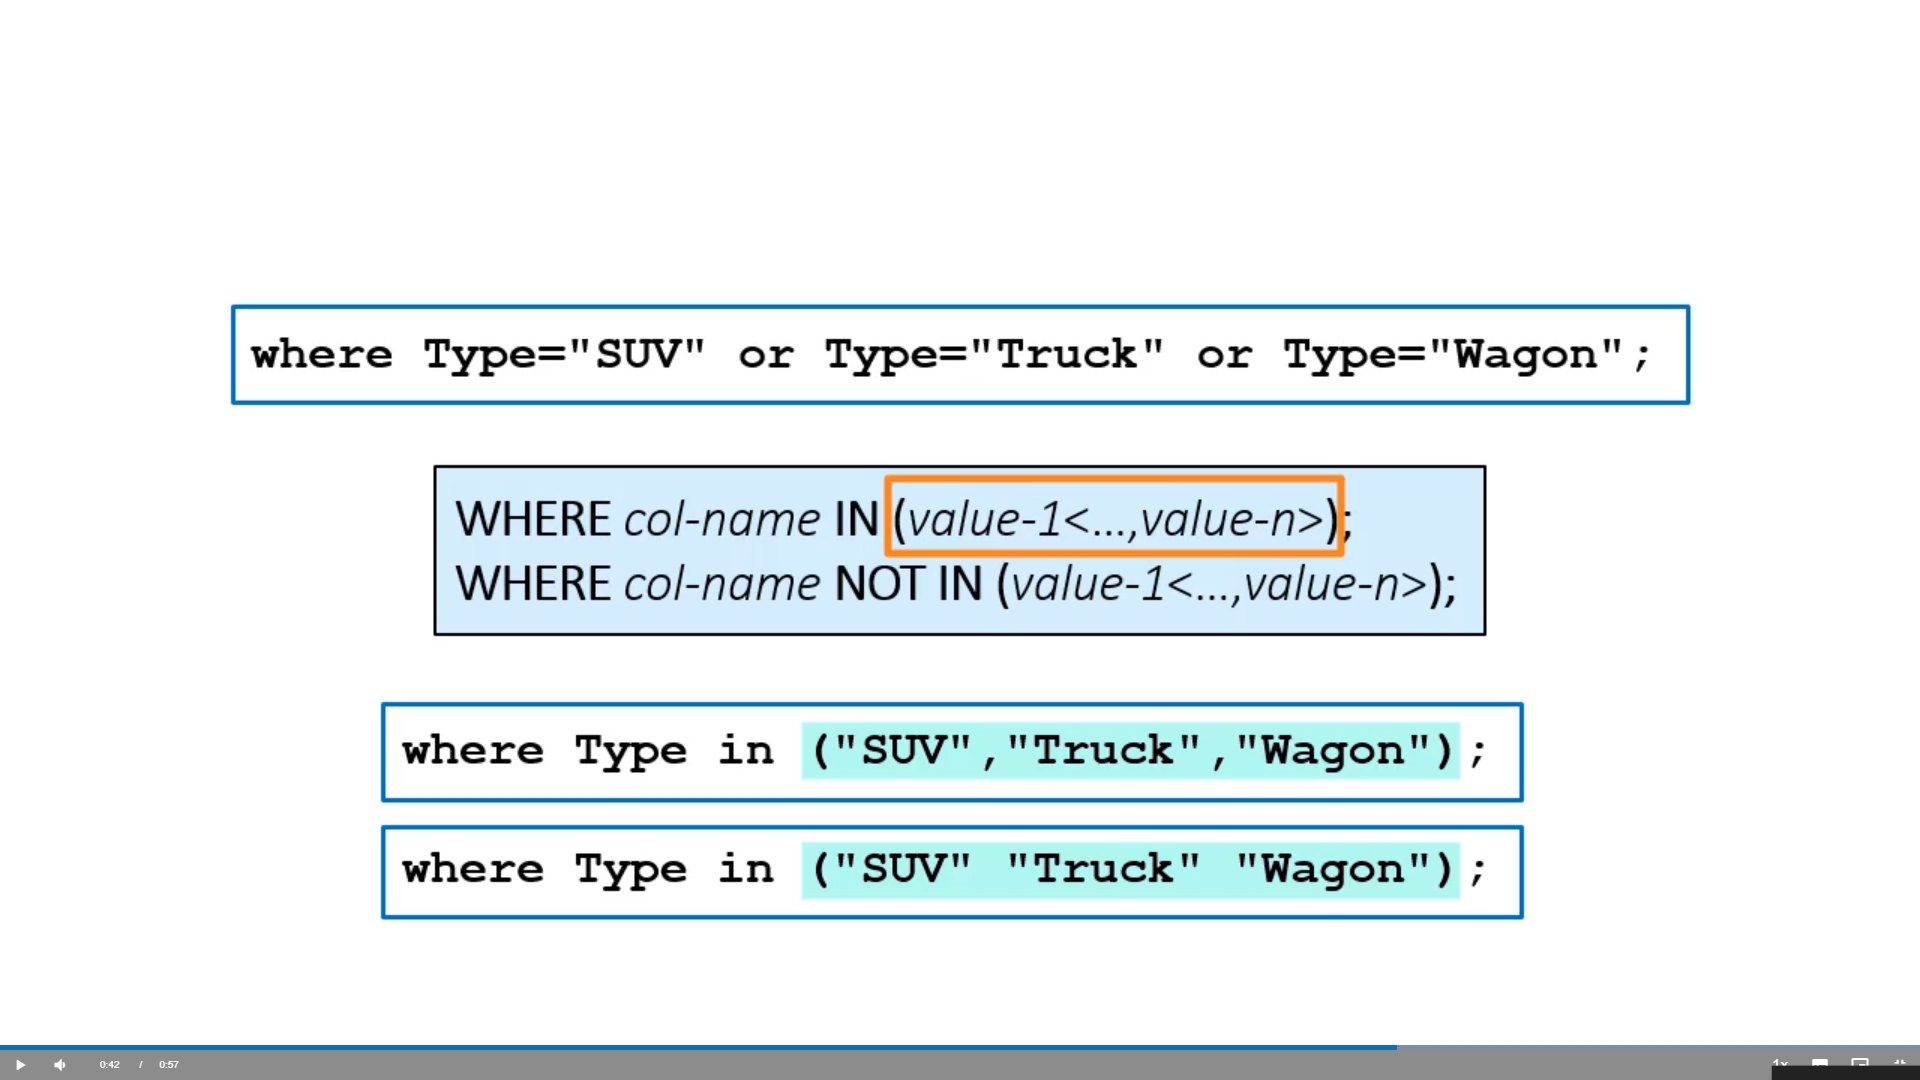 where Type="SUV" or Type="Truck" or Type="Wagon";
WHERE col-name IN (value-1<...,value-n>);
WHERE col-name NOT IN (value-1<...,value-n>);
where Type in ("SUV","Truck","Wagon");
where Type in ("SUV" "Truck" "Wagon");
0:42 / 0:57 1x